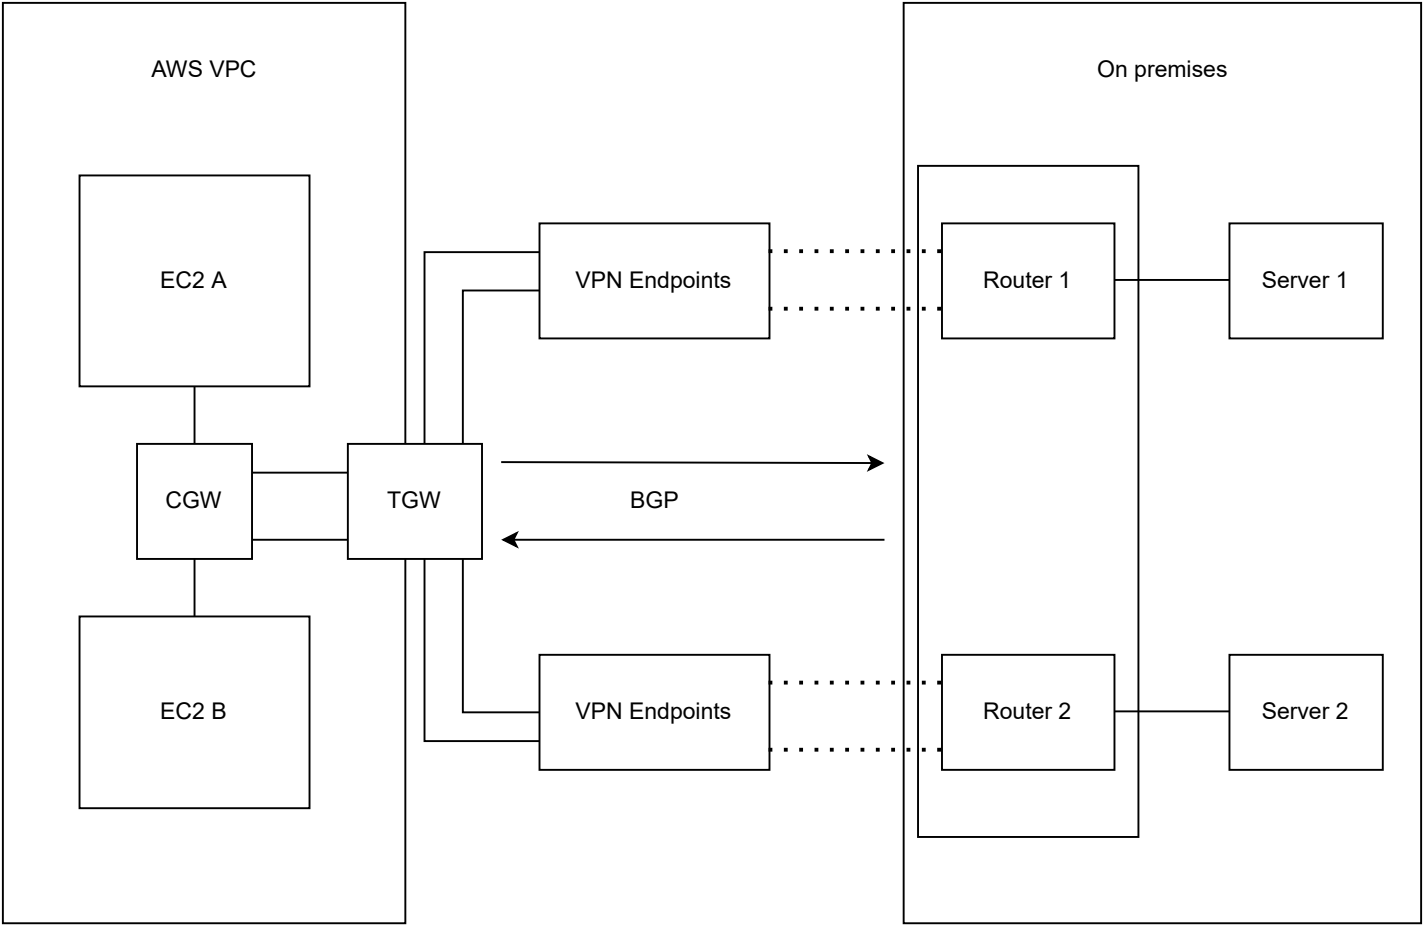 AWS VPC
On premises
EC2 A
VPN Endpoints
Router 1
Server 1
CGW
TGW
BGP
EC2 B
VPN Endpoints
Router 2
Server 2